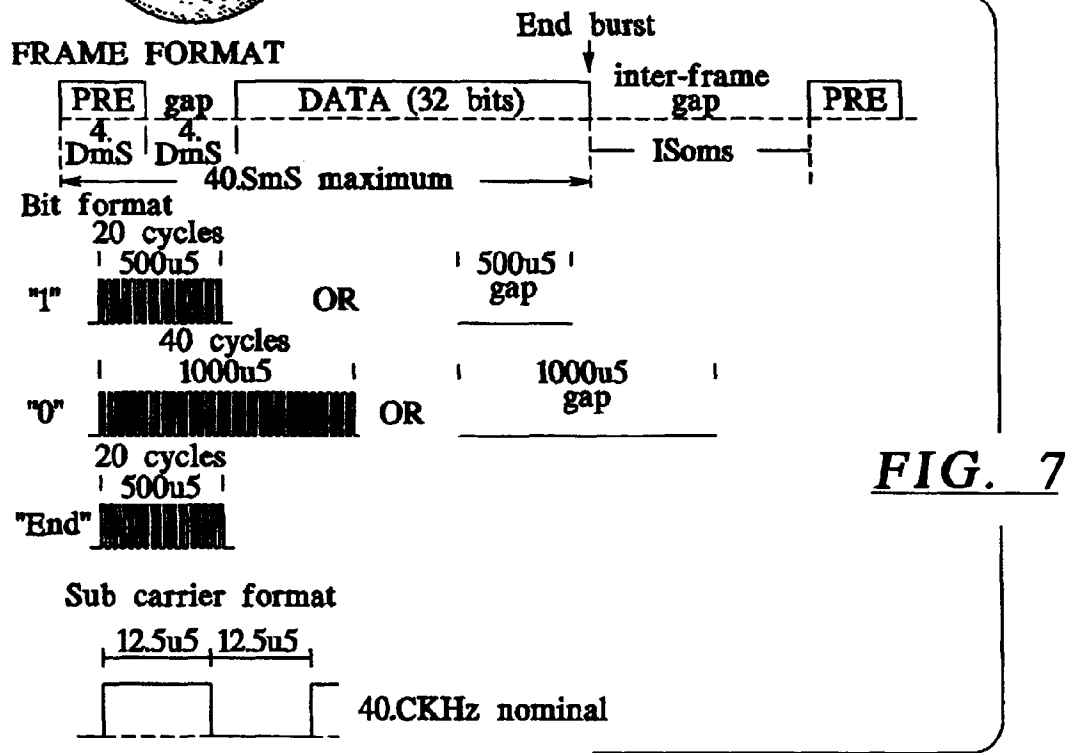 End burst
FRAME FORMAT
PRE gap DATA (32 bits) inter-frame gap PRE
4. DmS 4. DmS ISoms
40.SmS maximum
Bit format
20 cycles
500u5 500u5
"1" OR gap
40 cycles
1000u5 1000u5
"0" OR gap
20 cycles
500u5
"End"
FIG. 7
Sub carrier format
12.5u5 12.5u5
40.CKHz nominal